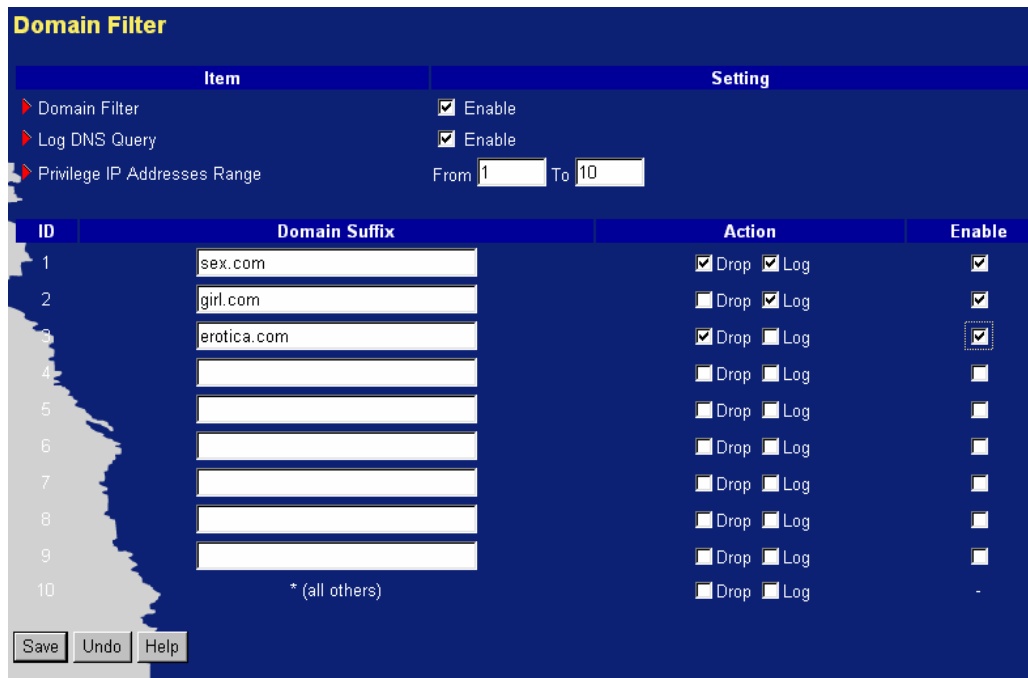 Domain Filter
Item Setting
Domain Filter Enable
Log DNS Query Enable
Privilege IP Addresses Range From 1 To 10
ID Domain Suffix Action Enable
1 sex.com Drop Log
2 girl.com Drop Log
3 erotica.com Drop Log
4 Drop Log
5 Drop Log
6 Drop Log
7 Drop Log
8 Drop Log
9 Drop Log
10 * (all others) Drop Log -
Save Undo Help